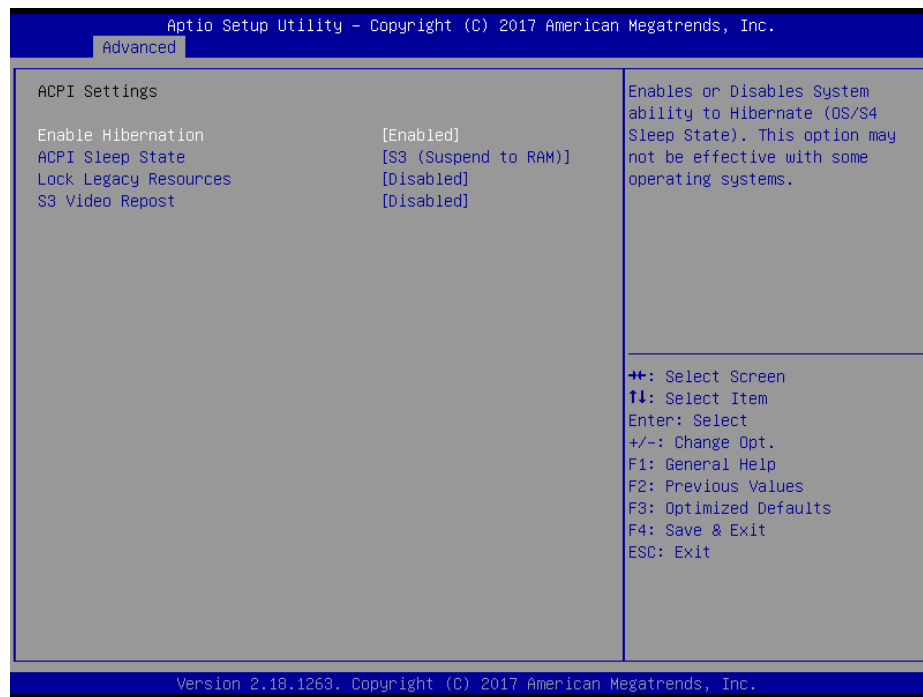 Aptio Setup Utility – Copyright (C) 2017 American Megatrends, Inc.
Advanced
ACPI Settings
Enable Hibernation [Enabled]
ACPI Sleep State [S3 (Suspend to RAM)]
Lock Legacy Resources [Disabled]
S3 Video Repost [Disabled]
Enables or Disables System
ability to Hibernate (OS/S4
Sleep State). This option may
not be effective with some
operating systems.
→←: Select Screen
↑↓: Select Item
Enter: Select
+/-: Change Opt.
F1: General Help
F2: Previous Values
F3: Optimized Defaults
F4: Save & Exit
ESC: Exit
Version 2.18.1263. Copyright (C) 2017 American Megatrends, Inc.